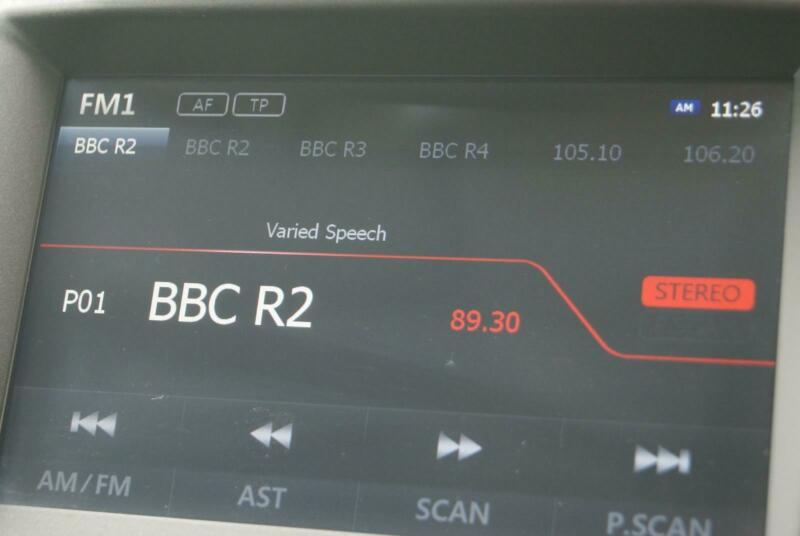 FM1 AF TP AM 11:26
BBC R2 BBC R2 BBC R3 BBC R4 105.10 106.20
Varied Speech
P01 BBC R2 89.30 STEREO
AM/FM AST SCAN P.SCAN